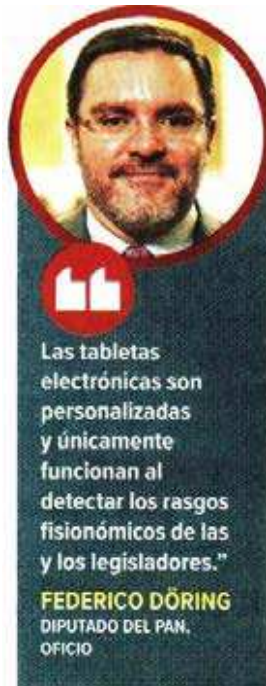 Las tabletas
electrónicas son
personalizadas
y únicamente
funcionan al
detectar los rasgos
fisionómicos de las
y los legisladores.”
FEDERICO DÖRING
DIPUTADO DEL PAN.
OFICIO